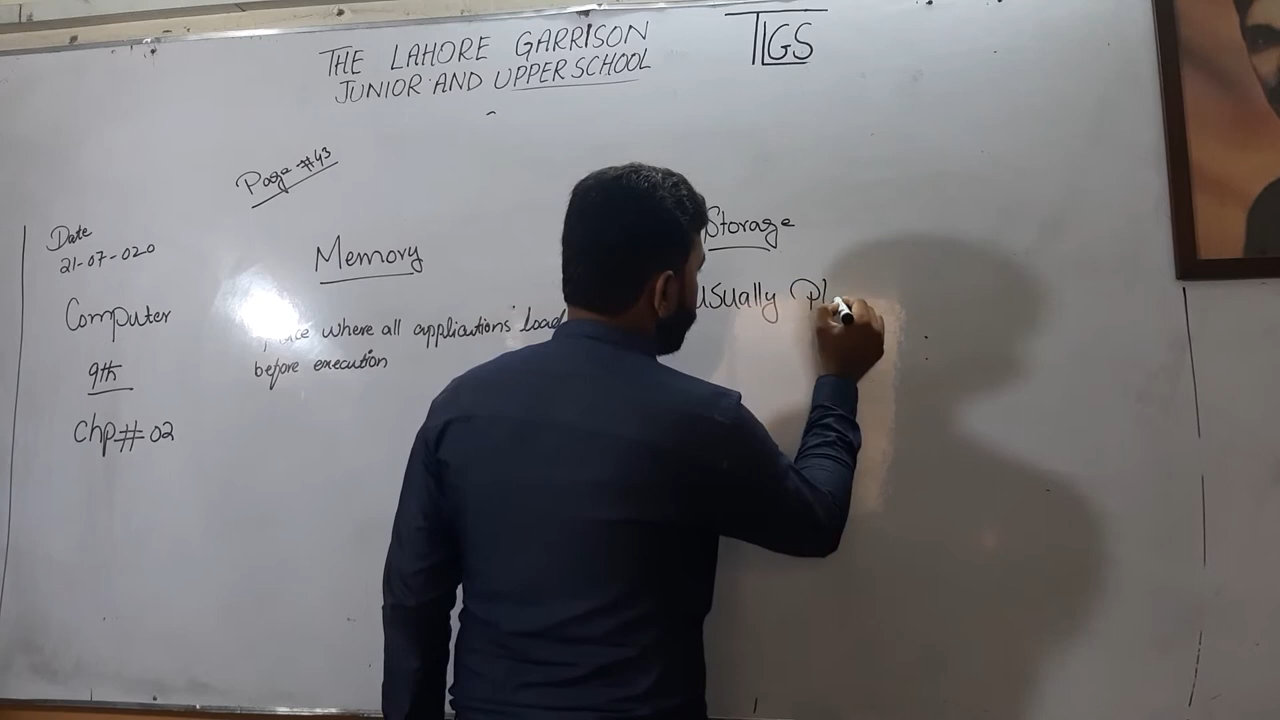 THE LAHORE GARRISON
JUNIOR AND UPPER SCHOOL
TLGS
Page #43
Date
21-07-020
Computer
9th
Chp# 02
Memory
where all applications load
before execution
Storage
usually